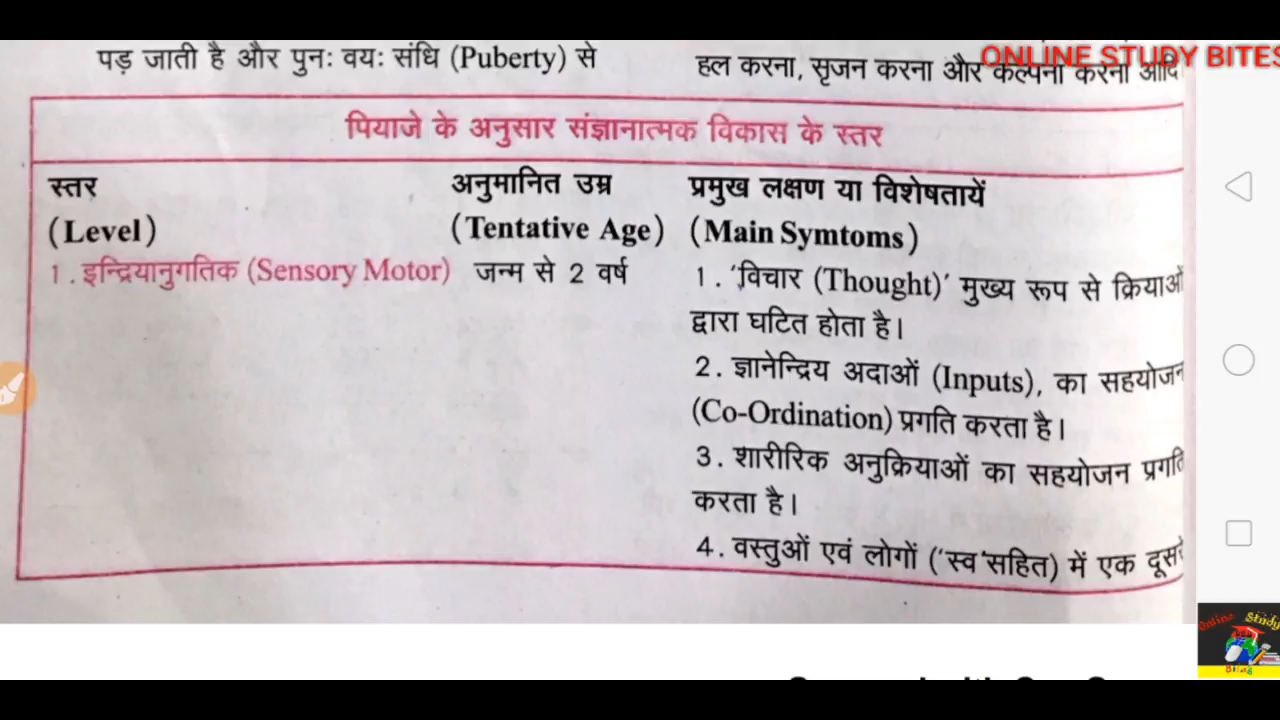 पड़ जाती है और पुनः वयः संधि (Puberty) से
हल करना, सृजन करना और कल्पना करना आदि
ONLINE STUDY BITES
पियाजे के अनुसार संज्ञानात्मक विकास के स्तर
स्तर
(Level)
अनुमानित उम्र
(Tentative Age)
प्रमुख लक्षण या विशेषतायें
(Main Symtoms)
1. इन्द्रियानुगतिक (Sensory Motor)
जन्म से 2 वर्ष
1. 'विचार (Thought)' मुख्य रूप से क्रियाओं
द्वारा घटित होता है।
2. ज्ञानेन्द्रिय अदाओं (Inputs), का सहयोजन
(Co-Ordination) प्रगति करता है।
3. शारीरिक अनुक्रियाओं का सहयोजन प्रगति
करता है।
4. वस्तुओं एवं लोगों ('स्व'सहित) में एक दूसरे
Online Study
Bites